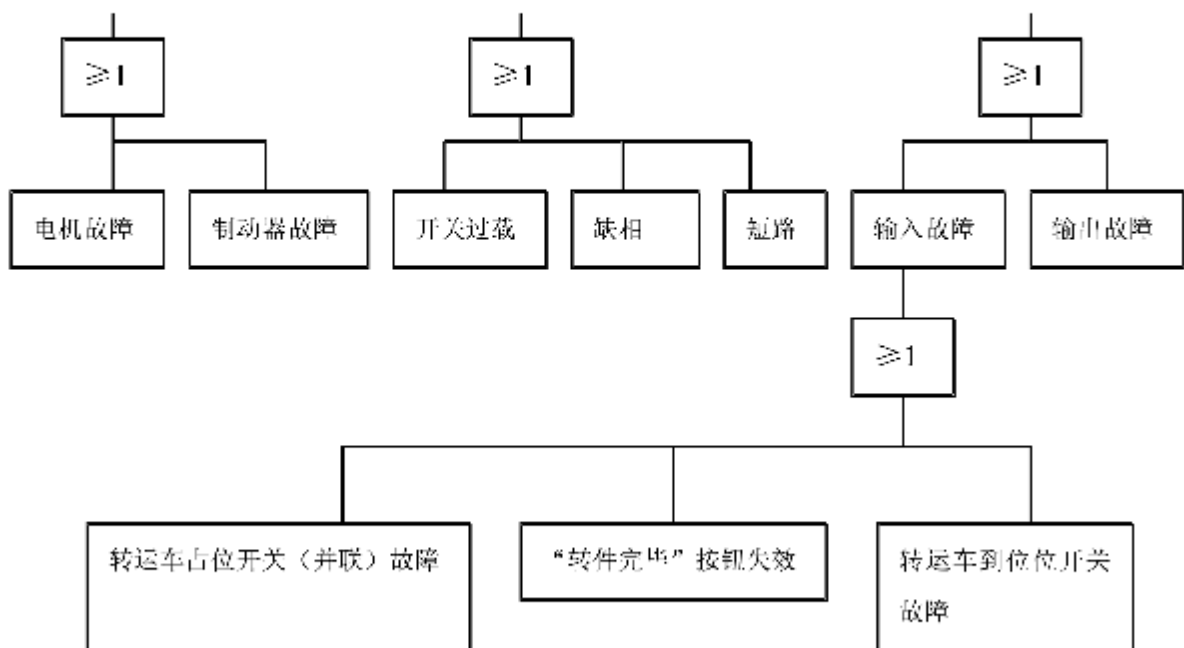 ≥1
≥1
≥1
电机故障
制动器故障
开关过载
缺相
短路
输入故障
输出故障
≥1
转运车占位开关（并联）故障
“转件完毕”按钮失效
转运车到位位开关
故障